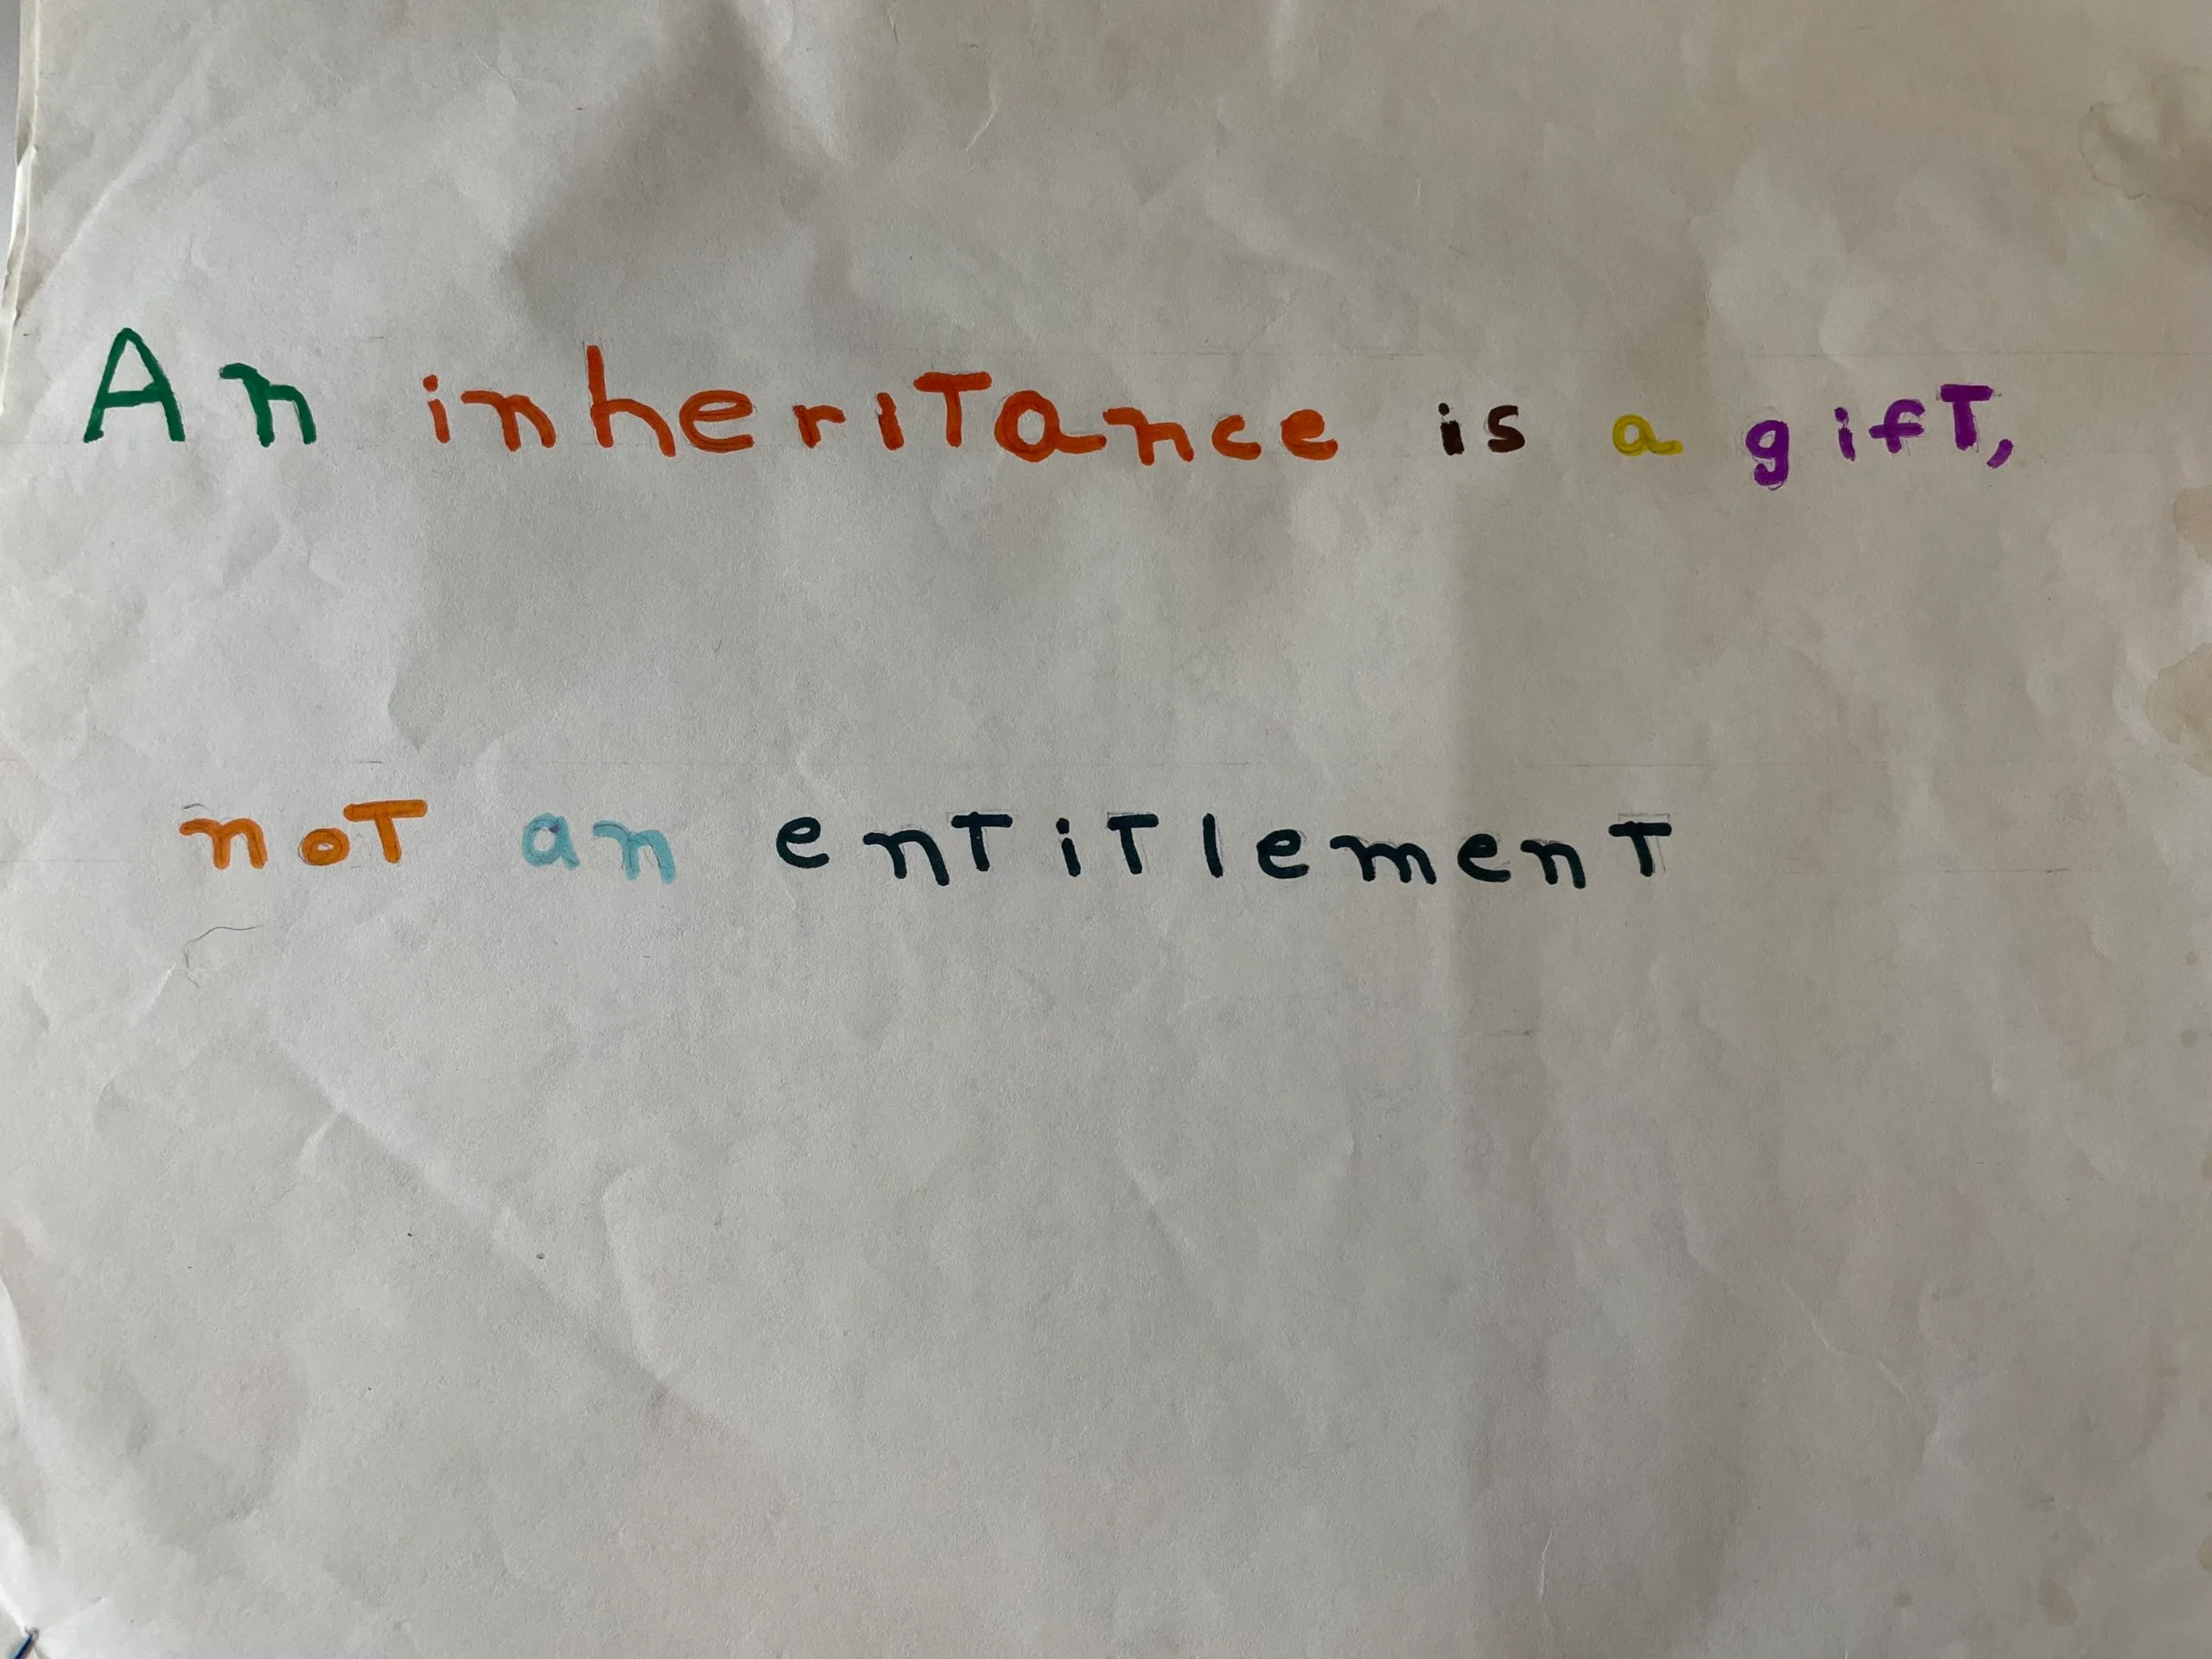 An inheritance is a gift,
not an entitlement